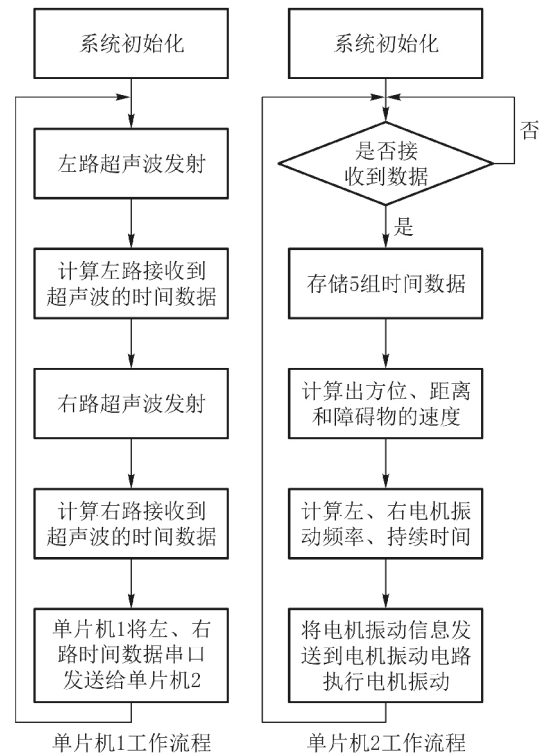 系统初始化
左路超声波发射
计算左路接收到
超声波的时间数据
右路超声波发射
计算右路接收到
超声波的时间数据
单片机1将左、右
路时间数据串口
发送给单片机2
单片机1工作流程
系统初始化
否
是否接
收到数据
是
存储5组时间数据
计算出方位、距离
和障碍物的速度
计算左、右电机振
动频率、持续时间
将电机振动信息发
送到电机振动电路
执行电机振动
单片机2工作流程